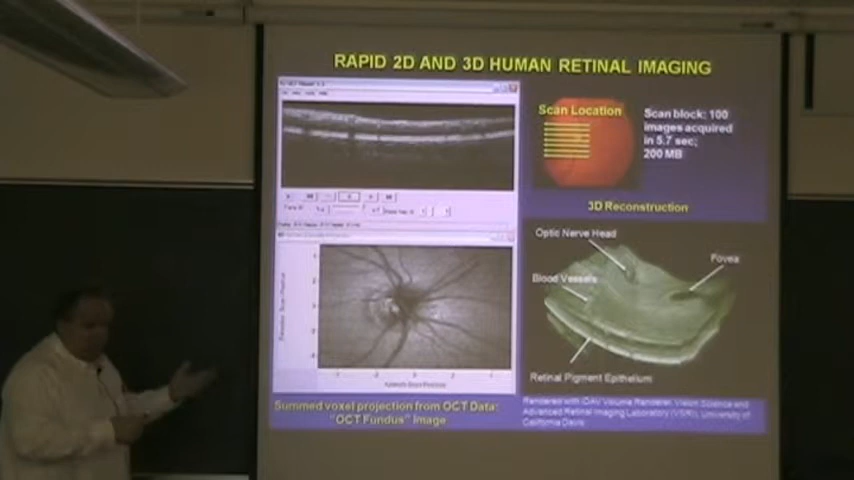 RAPID 2D AND 3D HUMAN RETINAL IMAGING
Scan Location
Scan block: 100
images acquired
in 5.7 sec;
200 MB
3D Reconstruction
Optic Nerve Head
Fovea
Blood Vessels
Retinal Pigment Epithelium
Summed voxel projection from OCT Data:
"OCT Fundus" Image
Rendered with IDAV Volume Renderer, Vision Science and
Advanced Retinal Imaging Laboratory (VSRI), University of
California Davis